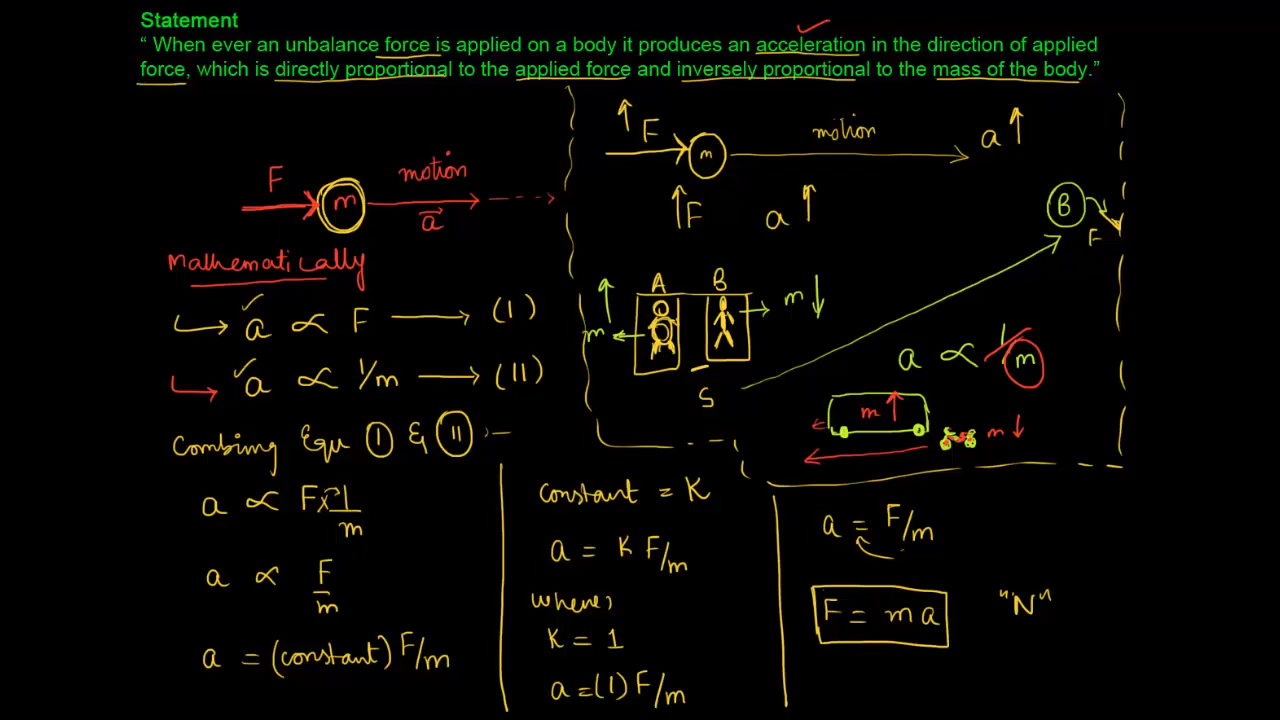 Statement
“ When ever an unbalance force is applied on a body it produces an acceleration in the direction of applied
force, which is directly proportional to the applied force and inversely proportional to the mass of the body.”
F
m
motion
a⃗
Mathematically
a ∝ F (I)
a ∝ 1/m (II)
Combing Equ I & II :-
a ∝ F×1/m
a ∝ F/m
a = (constant) F/m
↑F
m
motion
a↑
↑F a↑
B
F
A B
↑m
m↓
S
a ∝ 1/m
m↑
m↓
constant = K
a = K F/m
where,
K = 1
a = (1) F/m
a = F/m
F = ma
"N"